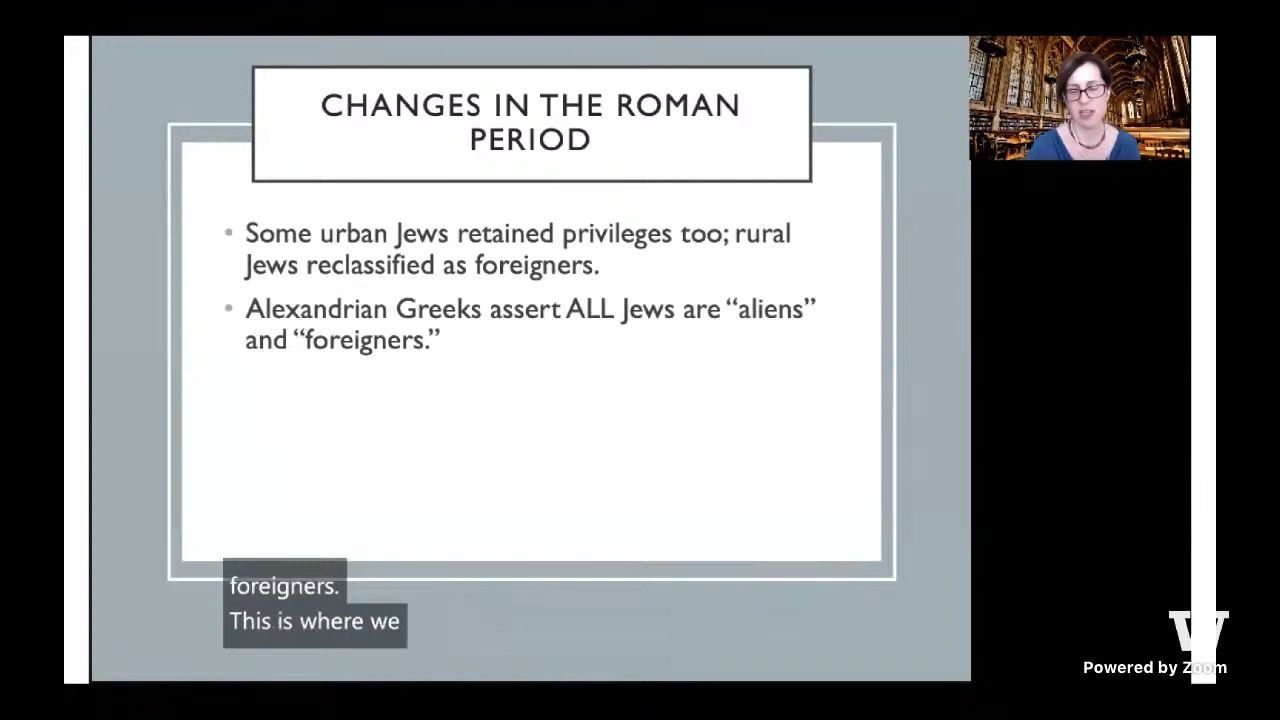 CHANGES IN THE ROMAN
PERIOD
• Some urban Jews retained privileges too; rural
Jews reclassified as foreigners.
• Alexandrian Greeks assert ALL Jews are “aliens”
and “foreigners.”
foreigners.
This is where we
W
Powered by Zoom